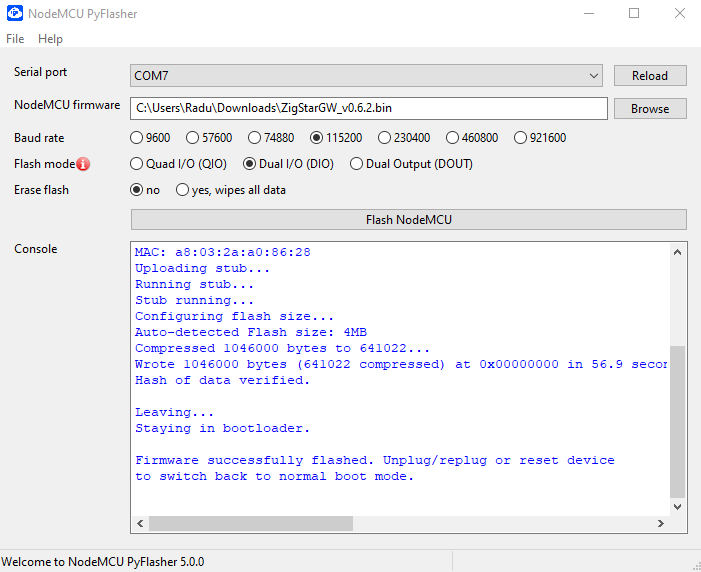 NodeMCU PyFlasher
File Help
Serial port COM7 Reload
NodeMCU firmware C:\Users\Radu\Downloads\ZigStarGW_v0.6.2.bin Browse
Baud rate 9600 57600 74880 115200 230400 460800 921600
Flash mode Quad I/O (QIO) Dual I/O (DIO) Dual Output (DOUT)
Erase flash no yes, wipes all data
Flash NodeMCU
Console
MAC: a8:03:2a:a0:86:28
Uploading stub...
Running stub...
Stub running...
Configuring flash size...
Auto-detected Flash size: 4MB
Compressed 1046000 bytes to 641022...
Wrote 1046000 bytes (641022 compressed) at 0x00000000 in 56.9 secon
Hash of data verified.
Leaving...
Staying in bootloader.
Firmware successfully flashed. Unplug/replug or reset device
to switch back to normal boot mode.
Welcome to NodeMCU PyFlasher 5.0.0